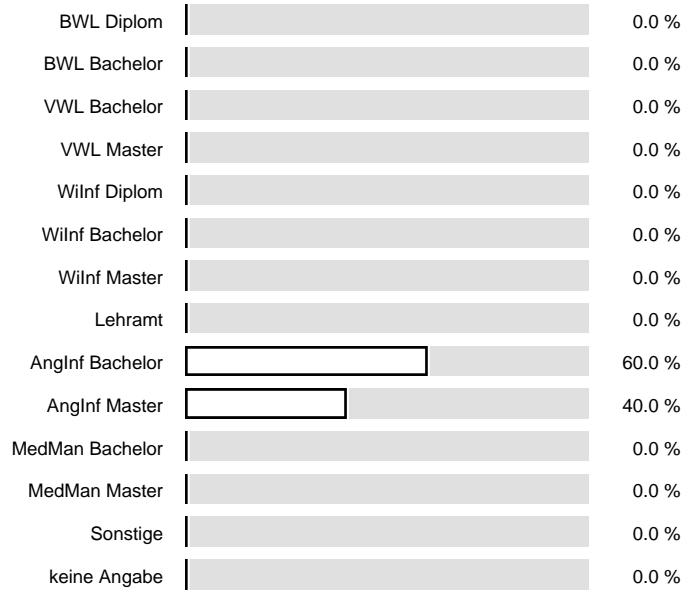 BWL Diplom 0.0 %
BWL Bachelor 0.0 %
VWL Bachelor 0.0 %
VWL Master 0.0 %
WiInf Diplom 0.0 %
WiInf Bachelor 0.0 %
WiInf Master 0.0 %
Lehramt 0.0 %
AngInf Bachelor 60.0 %
AngInf Master 40.0 %
MedMan Bachelor 0.0 %
MedMan Master 0.0 %
Sonstige 0.0 %
keine Angabe 0.0 %